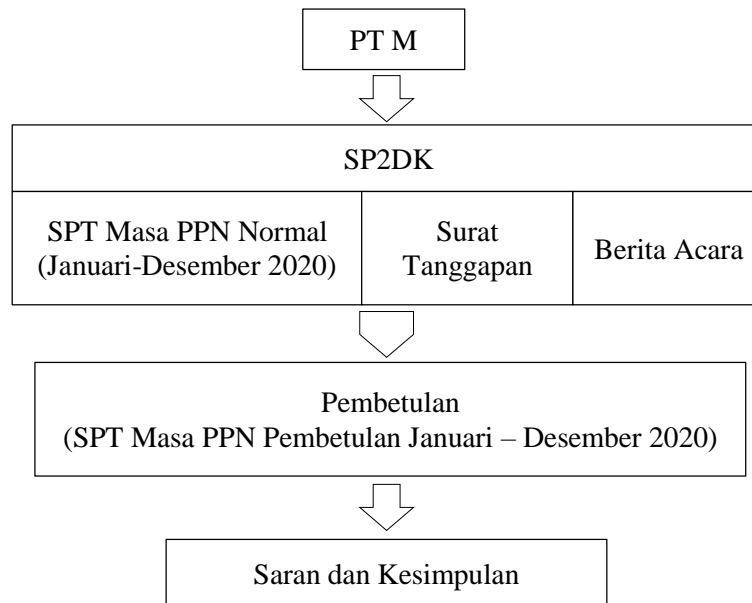 PT M
SP2DK
SPT Masa PPN Normal
(Januari-Desember 2020)
Surat
Tanggapan
Berita Acara
Pembetulan
(SPT Masa PPN Pembetulan Januari – Desember 2020)
Saran dan Kesimpulan